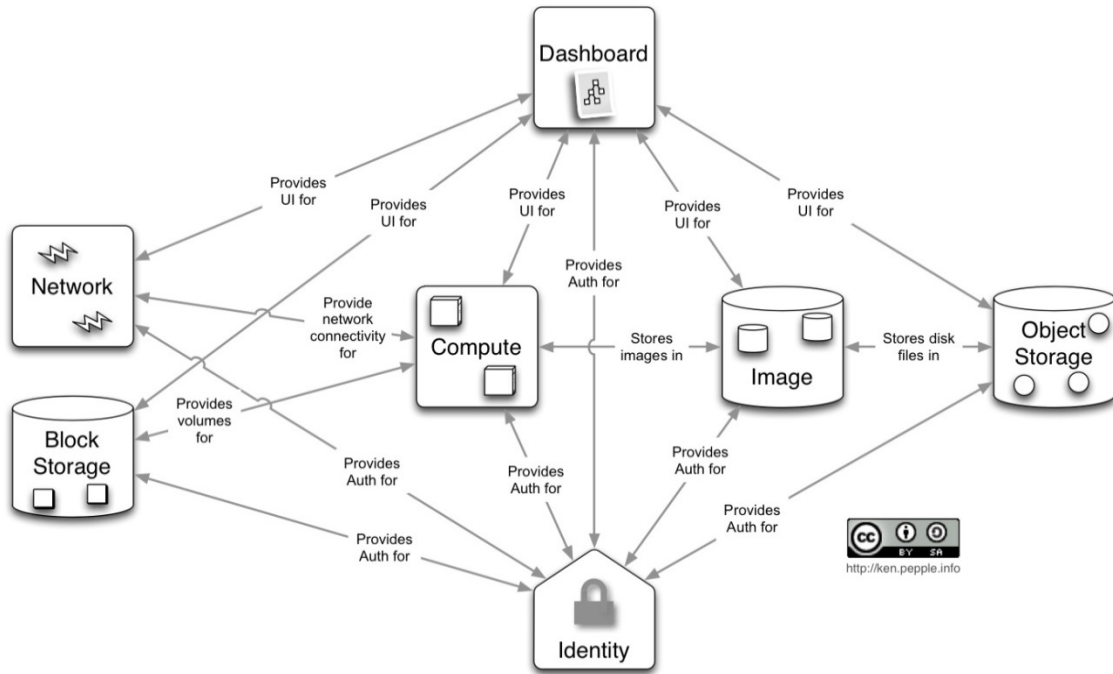 Dashboard
Provides
UI for
Provides
UI for
Provides
UI for
Provides
UI for
Provides
UI for
Network
Provides
Auth for
Provide
network
connectivity
for
Compute
Stores
images in
Image
Stores disk
files in
Object
Storage
Block
Storage
Provides
volumes
for
Provides
Auth for
Provides
Auth for
Provides
Auth for
Provides
Auth for
Provides
Auth for
Identity
cc
BY SA
http://ken.pepple.info